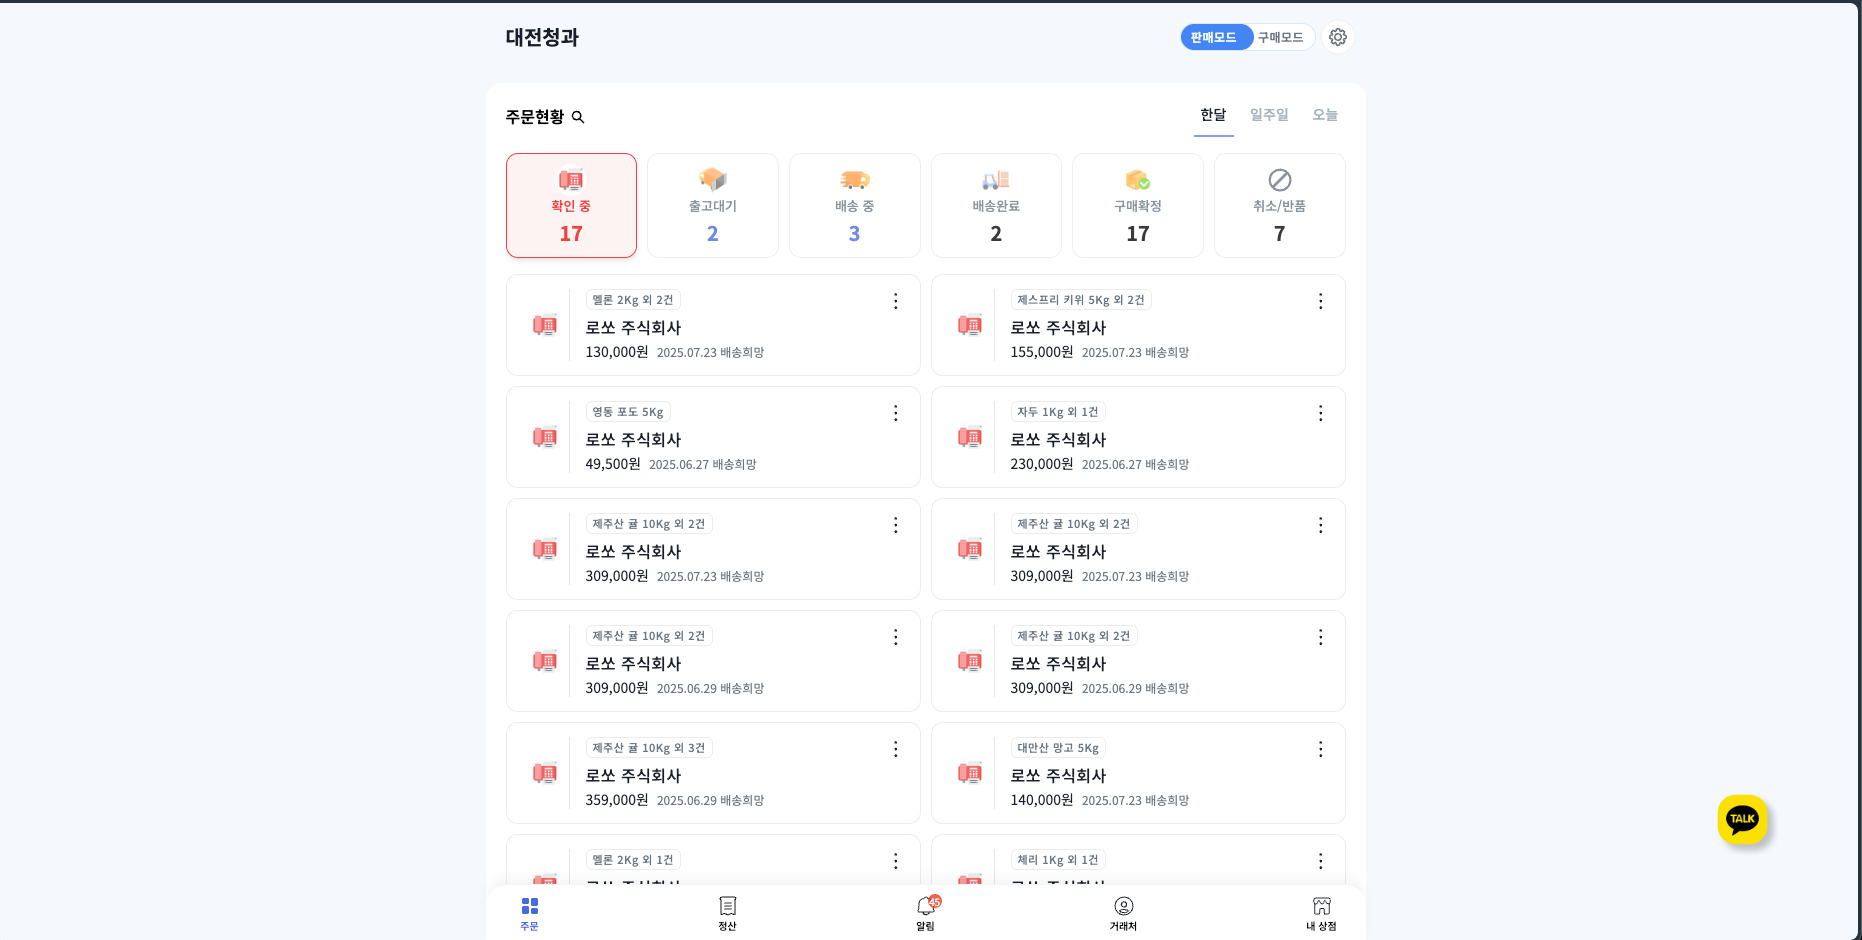 대전청과
판매모드 구매모드
주문현황
한달 일주일 오늘
확인 중
17
출고대기
2
배송 중
3
배송완료
2
구매확정
17
취소/반품
7
멜론 2Kg 외 2건
로쏘 주식회사
130,000원 2025.07.23 배송희망
제스프리 키위 5Kg 외 2건
로쏘 주식회사
155,000원 2025.07.23 배송희망
영동 포도 5Kg
로쏘 주식회사
49,500원 2025.06.27 배송희망
자두 1Kg 외 1건
로쏘 주식회사
230,000원 2025.06.27 배송희망
제주산 귤 10Kg 외 2건
로쏘 주식회사
309,000원 2025.07.23 배송희망
제주산 귤 10Kg 외 2건
로쏘 주식회사
309,000원 2025.07.23 배송희망
제주산 귤 10Kg 외 2건
로쏘 주식회사
309,000원 2025.06.29 배송희망
제주산 귤 10Kg 외 2건
로쏘 주식회사
309,000원 2025.06.29 배송희망
제주산 귤 10Kg 외 3건
로쏘 주식회사
359,000원 2025.06.29 배송희망
대만산 망고 5Kg
로쏘 주식회사
140,000원 2025.07.23 배송희망
멜론 2Kg 외 1건
체리 1Kg 외 1건
TALK
주문
정산
45
알림
거래처
내 상점